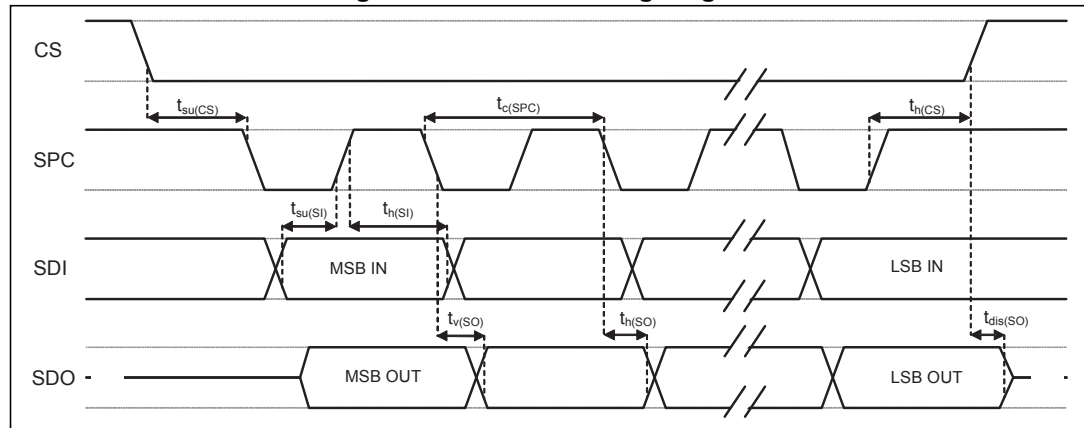 CS
t_su(CS) t_c(SPC) t_h(CS)
SPC
t_su(SI) t_h(SI)
SDI MSB IN LSB IN
t_v(SO) t_h(SO) t_dis(SO)
SDO MSB OUT LSB OUT